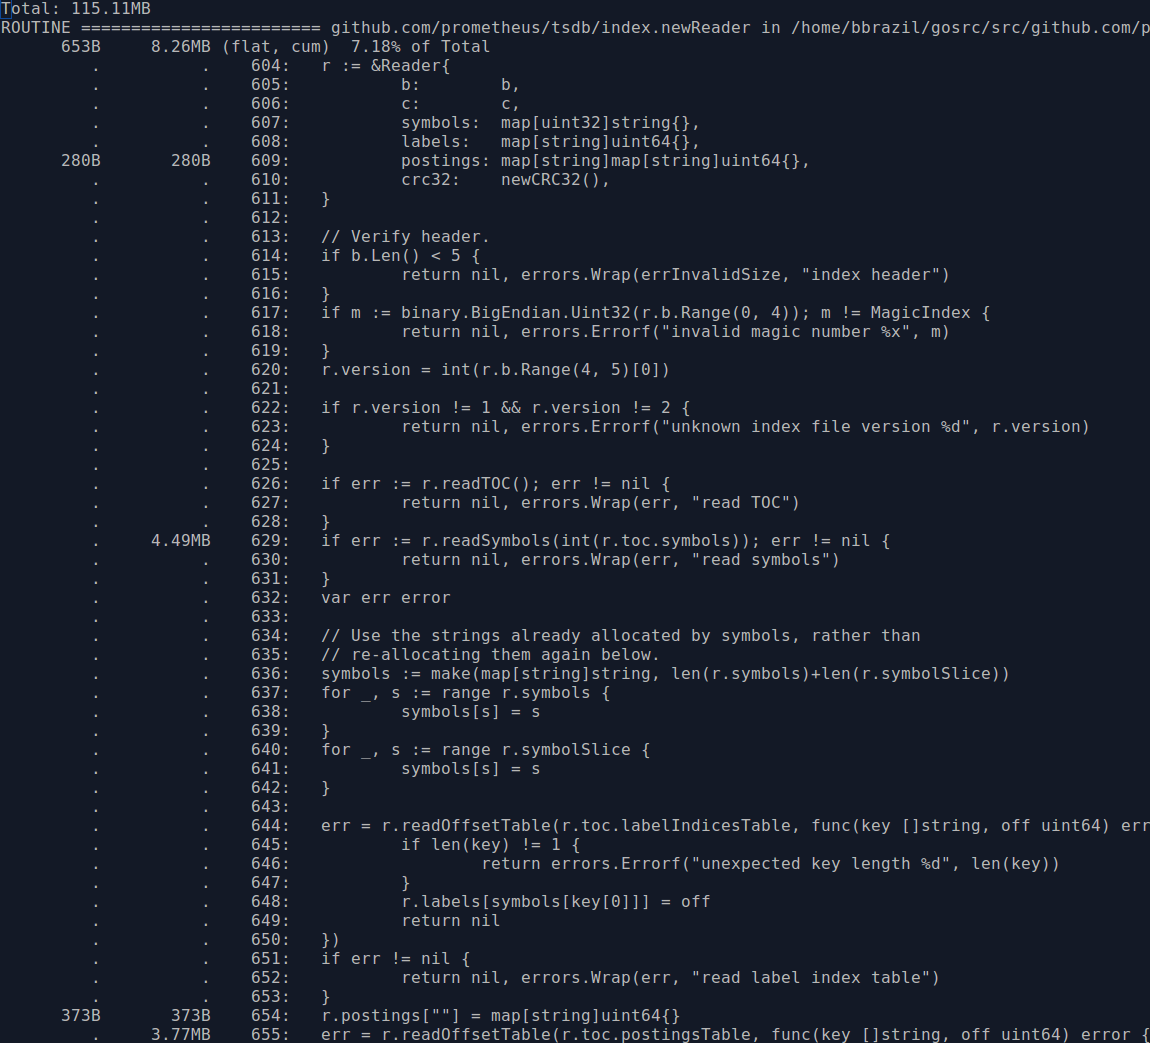 Total: 115.11MB
ROUTINE ======================== github.com/prometheus/tsdb/index.newReader in /home/bbrazil/gosrc/src/github.com/p
      653B     8.26MB (flat, cum)  7.18% of Total
         .          .    604:   r := &Reader{
         .          .    605:           b:        b,
         .          .    606:           c:        c,
         .          .    607:           symbols:  map[uint32]string{},
         .          .    608:           labels:   map[string]uint64{},
      280B       280B    609:           postings: map[string]map[string]uint64{},
         .          .    610:           crc32:    newCRC32(),
         .          .    611:   }
         .          .    612:
         .          .    613:   // Verify header.
         .          .    614:   if b.Len() < 5 {
         .          .    615:           return nil, errors.Wrap(errInvalidSize, "index header")
         .          .    616:   }
         .          .    617:   if m := binary.BigEndian.Uint32(r.b.Range(0, 4)); m != MagicIndex {
         .          .    618:           return nil, errors.Errorf("invalid magic number %x", m)
         .          .    619:   }
         .          .    620:   r.version = int(r.b.Range(4, 5)[0])
         .          .    621:
         .          .    622:   if r.version != 1 && r.version != 2 {
         .          .    623:           return nil, errors.Errorf("unknown index file version %d", r.version)
         .          .    624:   }
         .          .    625:
         .          .    626:   if err := r.readTOC(); err != nil {
         .          .    627:           return nil, errors.Wrap(err, "read TOC")
         .          .    628:   }
         .     4.49MB    629:   if err := r.readSymbols(int(r.toc.symbols)); err != nil {
         .          .    630:           return nil, errors.Wrap(err, "read symbols")
         .          .    631:   }
         .          .    632:   var err error
         .          .    633:
         .          .    634:   // Use the strings already allocated by symbols, rather than
         .          .    635:   // re-allocating them again below.
         .          .    636:   symbols := make(map[string]string, len(r.symbols)+len(r.symbolSlice))
         .          .    637:   for _, s := range r.symbols {
         .          .    638:           symbols[s] = s
         .          .    639:   }
         .          .    640:   for _, s := range r.symbolSlice {
         .          .    641:           symbols[s] = s
         .          .    642:   }
         .          .    643:
         .          .    644:   err = r.readOffsetTable(r.toc.labelIndicesTable, func(key []string, off uint64) err
         .          .    645:           if len(key) != 1 {
         .          .    646:                   return errors.Errorf("unexpected key length %d", len(key))
         .          .    647:           }
         .          .    648:           r.labels[symbols[key[0]]] = off
         .          .    649:           return nil
         .          .    650:   })
         .          .    651:   if err != nil {
         .          .    652:           return nil, errors.Wrap(err, "read label index table")
         .          .    653:   }
      373B       373B    654:   r.postings[""] = map[string]uint64{}
         .     3.77MB    655:   err = r.readOffsetTable(r.toc.postingsTable, func(key []string, off uint64) error {